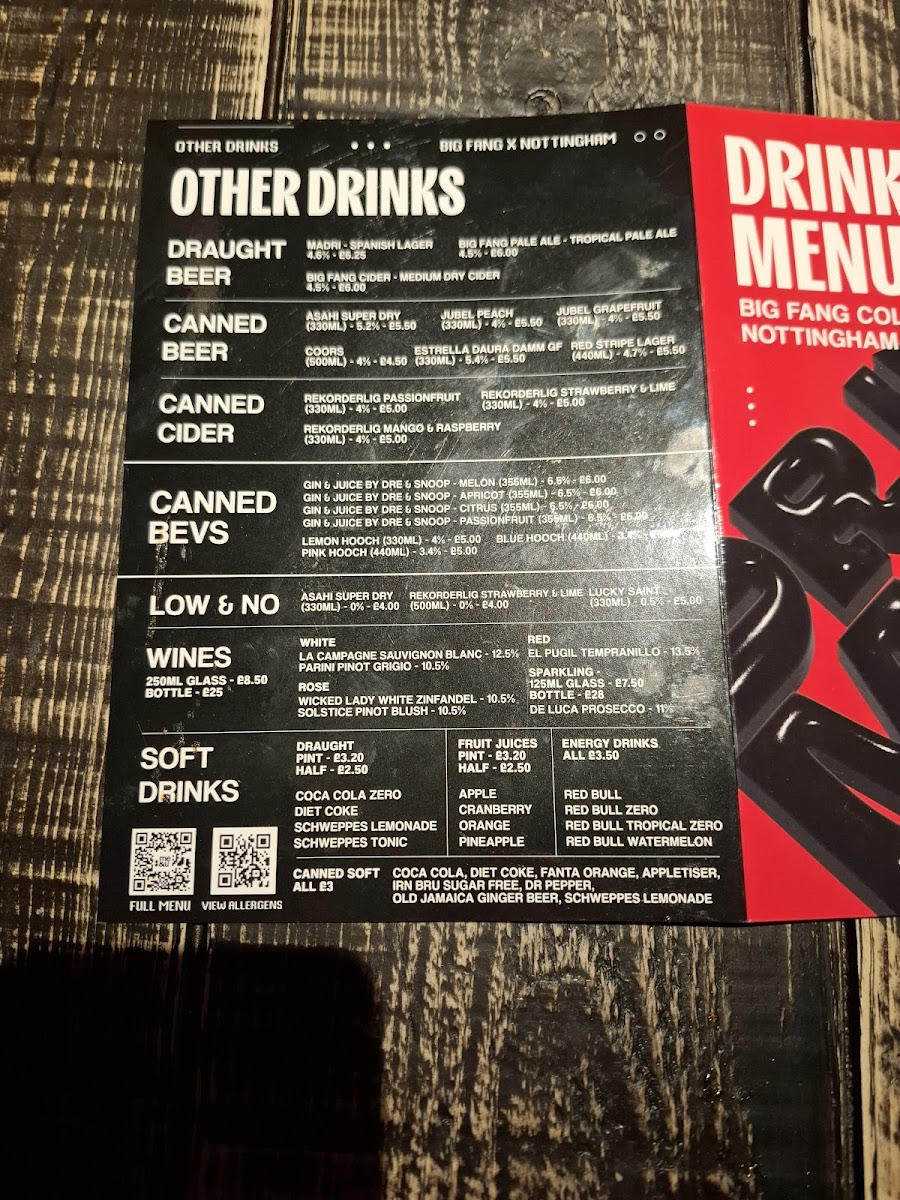 OTHER DRINKS
BIG FANG X NOTTINGHAM
OTHER DRINKS
DRAUGHT
BEER
MADRI - SPANISH LAGER
4.6% - £6.25
BIG FANG PALE ALE - TROPICAL PALE ALE
4.5% - £6.00
BIG FANG CIDER - MEDIUM DRY CIDER
4.5% - £6.00
CANNED
BEER
ASAHI SUPER DRY
(330ML) - 5.2% - £5.50
JUBEL PEACH
(330ML) - 4% - £5.50
JUBEL GRAPEFRUIT
(330ML) - 4% - £5.50
COORS
(500ML) - 4% - £4.50
ESTRELLA DAURA DAMM GF
(330ML) - 5.4% - £5.50
RED STRIPE LAGER
(440ML) - 4.7% - £5.50
CANNED
CIDER
REKORDERLIG PASSIONFRUIT
(330ML) - 4% - £5.00
REKORDERLIG STRAWBERRY & LIME
(330ML) - 4% - £5.00
REKORDERLIG MANGO & RASPBERRY
(330ML) - 4% - £5.00
CANNED
BEVS
GIN & JUICE BY DRE & SNOOP - MELON (355ML) - 6.5% - £6.00
GIN & JUICE BY DRE & SNOOP - APRICOT (355ML) - 6.5% - £6.00
GIN & JUICE BY DRE & SNOOP - CITRUS (355ML) - 6.5% - £6.00
GIN & JUICE BY DRE & SNOOP - PASSIONFRUIT (355ML) - 6.5% - £6.00
LEMON HOOCH (330ML) - 4% - £5.00
BLUE HOOCH (440ML) -
PINK HOOCH (440ML) - 3.4% - £5.00
LOW & NO
ASAHI SUPER DRY
(330ML) - 0% - £4.00
REKORDERLIG STRAWBERRY & LIME
(500ML) - 0% - £4.00
LUCKY SAINT
(330ML) - 0.5% - £5.00
WINES
250ML GLASS - £8.50
BOTTLE - £25
WHITE
LA CAMPAGNE SAUVIGNON BLANC - 12.5%
PARINI PINOT GRIGIO - 10.5%
ROSE
WICKED LADY WHITE ZINFANDEL - 10.5%
SOLSTICE PINOT BLUSH - 10.5%
RED
EL PUGIL TEMPRANILLO - 13.5%
SPARKLING -
125ML GLASS - £7.50
BOTTLE - £28
DE LUCA PROSECCO - 11%
SOFT
DRINKS
DRAUGHT
PINT - £3.20
HALF - £2.50
COCA COLA ZERO
DIET COKE
SCHWEPPES LEMONADE
SCHWEPPES TONIC
FRUIT JUICES
PINT - £3.20
HALF - £2.50
APPLE
CRANBERRY
ORANGE
PINEAPPLE
ENERGY DRINKS
ALL £3.50
RED BULL
RED BULL ZERO
RED BULL TROPICAL ZERO
RED BULL WATERMELON
CANNED SOFT
ALL £3
COCA COLA, DIET COKE, FANTA ORANGE, APPLETISER,
IRN BRU SUGAR FREE, DR PEPPER,
OLD JAMAICA GINGER BEER, SCHWEPPES LEMONADE
FULL MENU
VIEW ALLERGENS
DRINK
MENU
BIG FANG COL
NOTTINGHAM